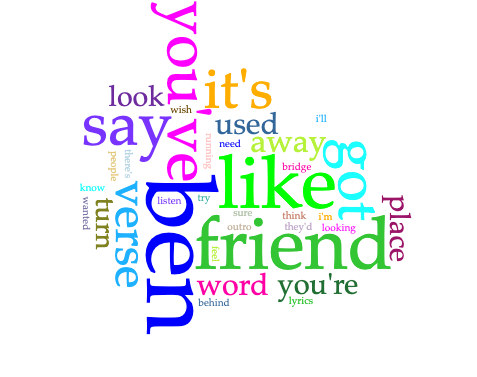 you've
look
it's
wish
i'll
say
used
running
need
away
got
there's
people
like
bridge
know
verse
ben
listen
try
wanted
turn
sure
think
i'm
place
outro
they'd
looking
friend
feel
word
you're
behind
lyrics